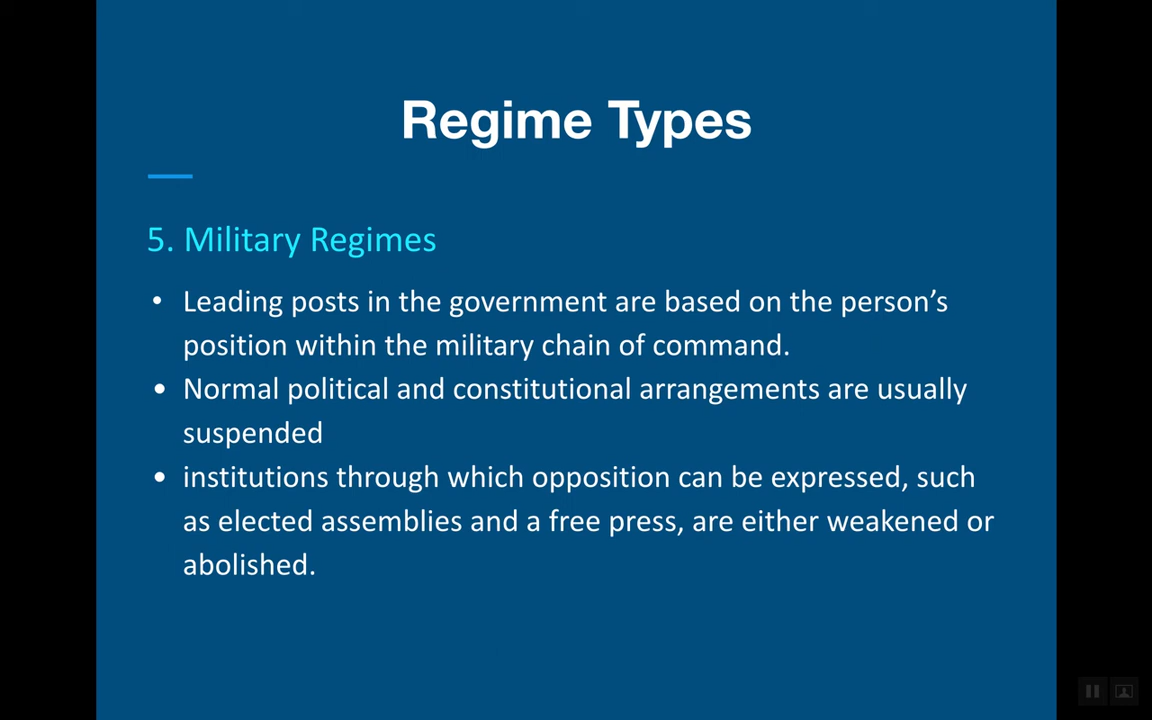 Regime Types
5. Military Regimes
• Leading posts in the government are based on the person’s
position within the military chain of command.
• Normal political and constitutional arrangements are usually
suspended
• institutions through which opposition can be expressed, such
as elected assemblies and a free press, are either weakened or
abolished.